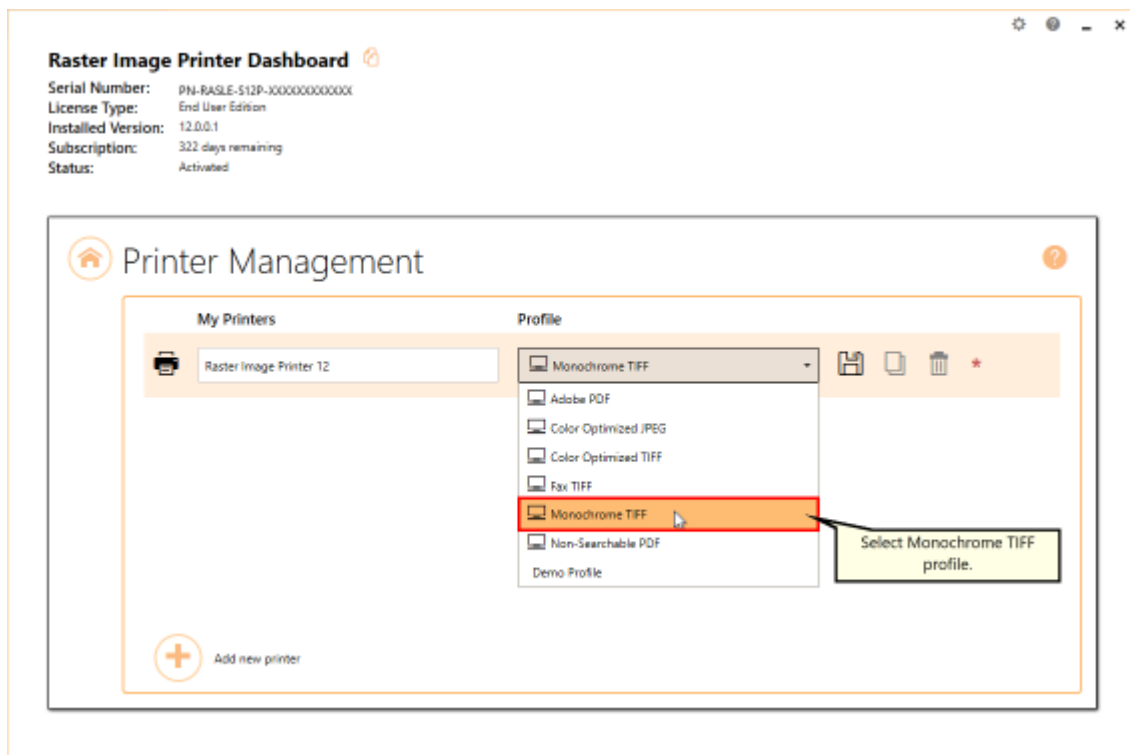 Raster Image Printer Dashboard
Serial Number: PN-RASLE-S12P-XXXXXXXXXXXX
License Type: End User Edition
Installed Version: 12.0.0.1
Subscription: 322 days remaining
Status: Activated
Printer Management
?
My Printers Profile
Raster Image Printer 12 Monochrome TIFF *
Adobe PDF
Color Optimized JPEG
Color Optimized TIFF
Fax TIFF
Monochrome TIFF
Non-Searchable PDF
Demo Profile
Select Monochrome TIFF
profile.
Add new printer